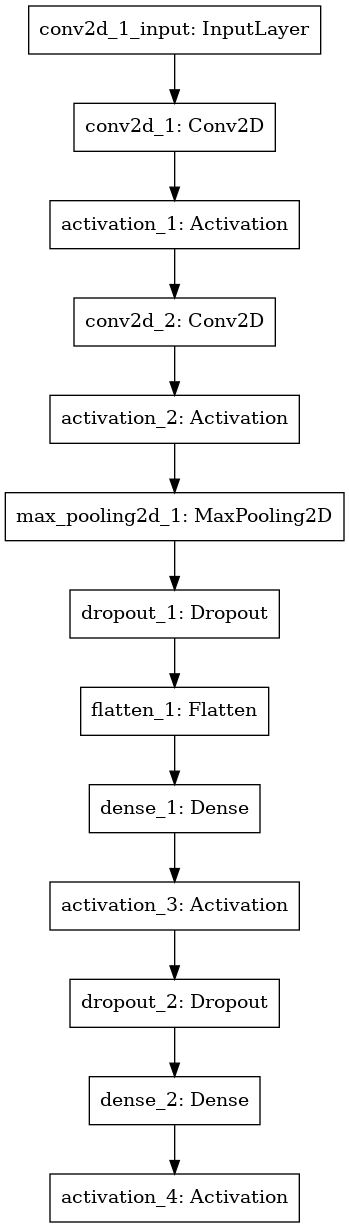 conv2d_1_input: InputLayer
conv2d_1: Conv2D
activation_1: Activation
conv2d_2: Conv2D
activation_2: Activation
max_pooling2d_1: MaxPooling2D
dropout_1: Dropout
flatten_1: Flatten
dense_1: Dense
activation_3: Activation
dropout_2: Dropout
dense_2: Dense
activation_4: Activation